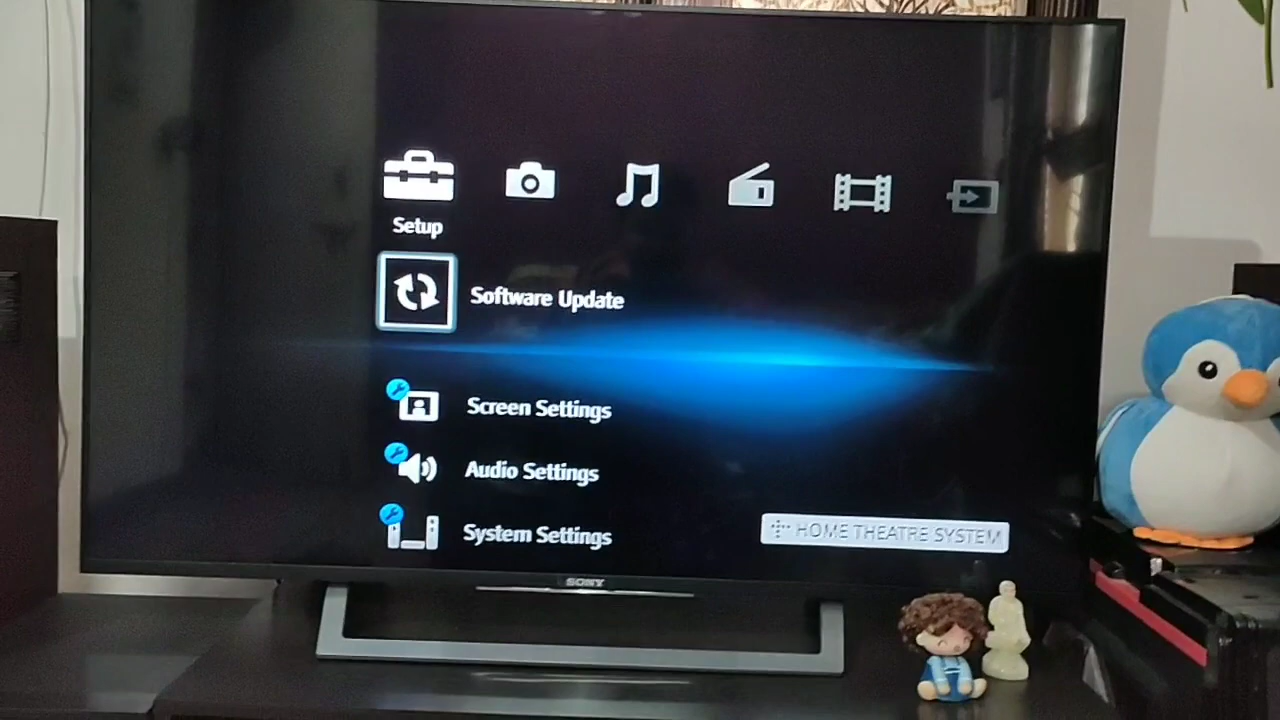 Setup
Software Update
Screen Settings
Audio Settings
System Settings
HOME THEATRE SYSTEM
SONY